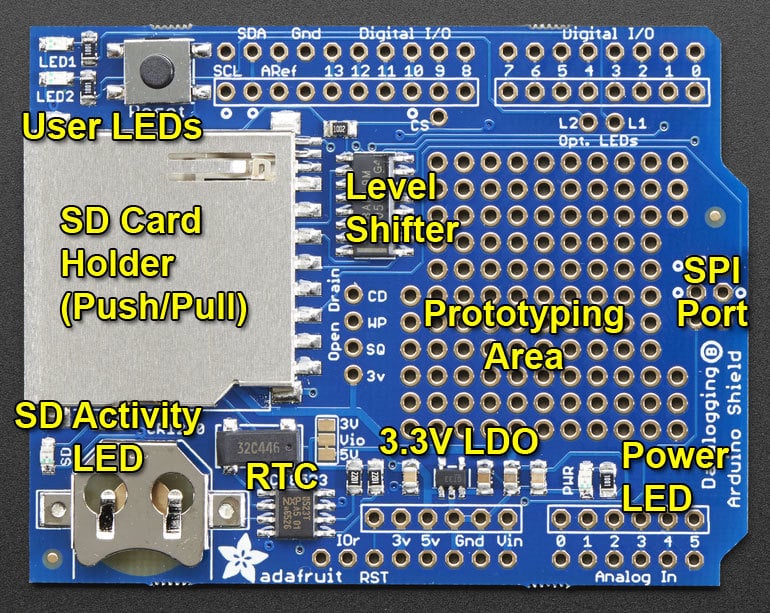 SDA Gnd Digital I/O Digital I/O
LED1
SCL ARef 13 12 11 10 9 8 7 6 5 4 3 2 1 0
LED2
Reset
User LEDs
1002
CS
L2 L1
Opt. LEDs
Level
Shifter
SD Card
Holder
(Push/Pull)
SPI
Port
Open Drain
CD
WP
SQ
3v
Prototyping
Area
Datalogging B
Arduino Shield
SD Activity
LED
SD
32C446
3V
Vio
5V
3.3V LDO
RTC
PWR
Power
LED
IOr 3v 5v Gnd Vin
0 1 2 3 4 5
adafruit RST Analog In